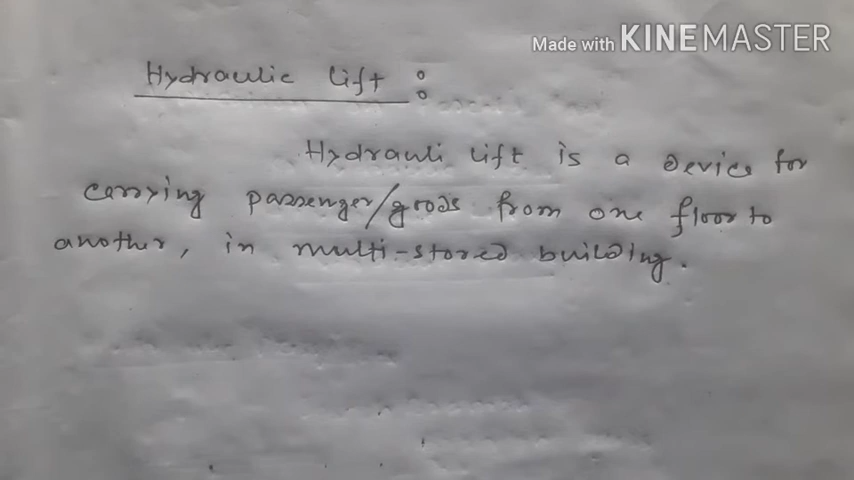 Made with KINEMASTER
Hydraulic lift :
Hydrauli lift is a Device for
carrying passenger/goods from one floor to
another, in multi-stored building.